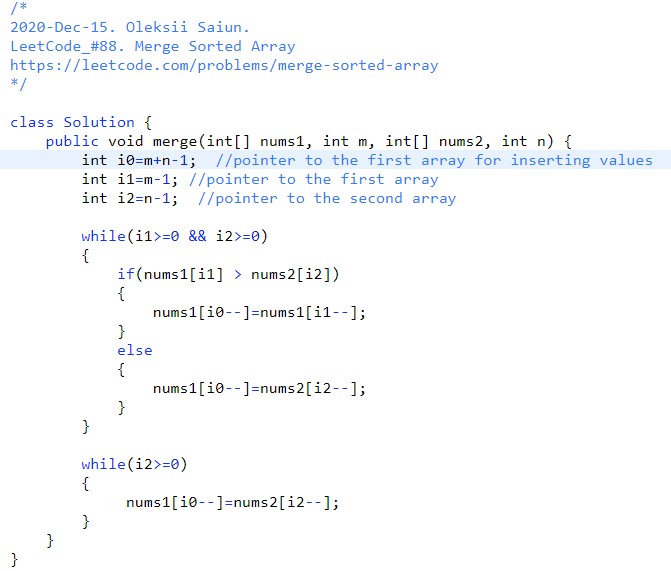 /*
2020-Dec-15. Oleksii Saiun.
LeetCode_#88. Merge Sorted Array
https://leetcode.com/problems/merge-sorted-array
*/

class Solution {
    public void merge(int[] nums1, int m, int[] nums2, int n) {
        int i0=m+n-1;  //pointer to the first array for inserting values
        int i1=m-1; //pointer to the first array
        int i2=n-1;  //pointer to the second array

        while(i1>=0 && i2>=0)
        {
            if(nums1[i1] > nums2[i2])
            {
                nums1[i0--]=nums1[i1--];
            }
            else
            {
                nums1[i0--]=nums2[i2--];
            }
        }

        while(i2>=0)
        {
             nums1[i0--]=nums2[i2--];
        }
    }
}